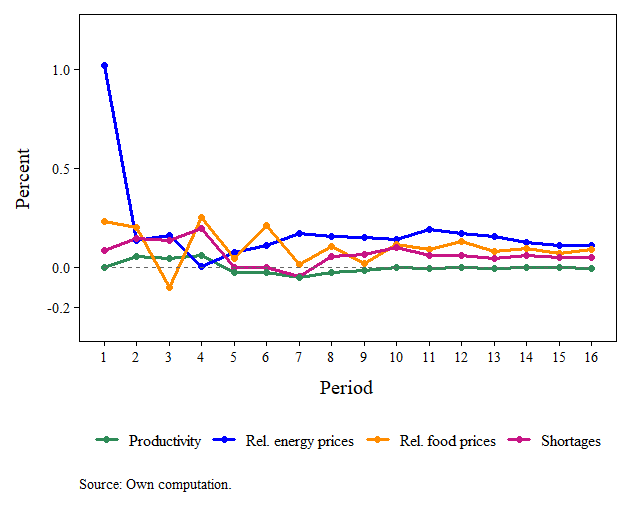 Percent
1.0
0.5
0.0
-0.2
1 2 3 4 5 6 7 8 9 10 11 12 13 14 15 16
Period
Productivity Rel. energy prices Rel. food prices Shortages
Source: Own computation.